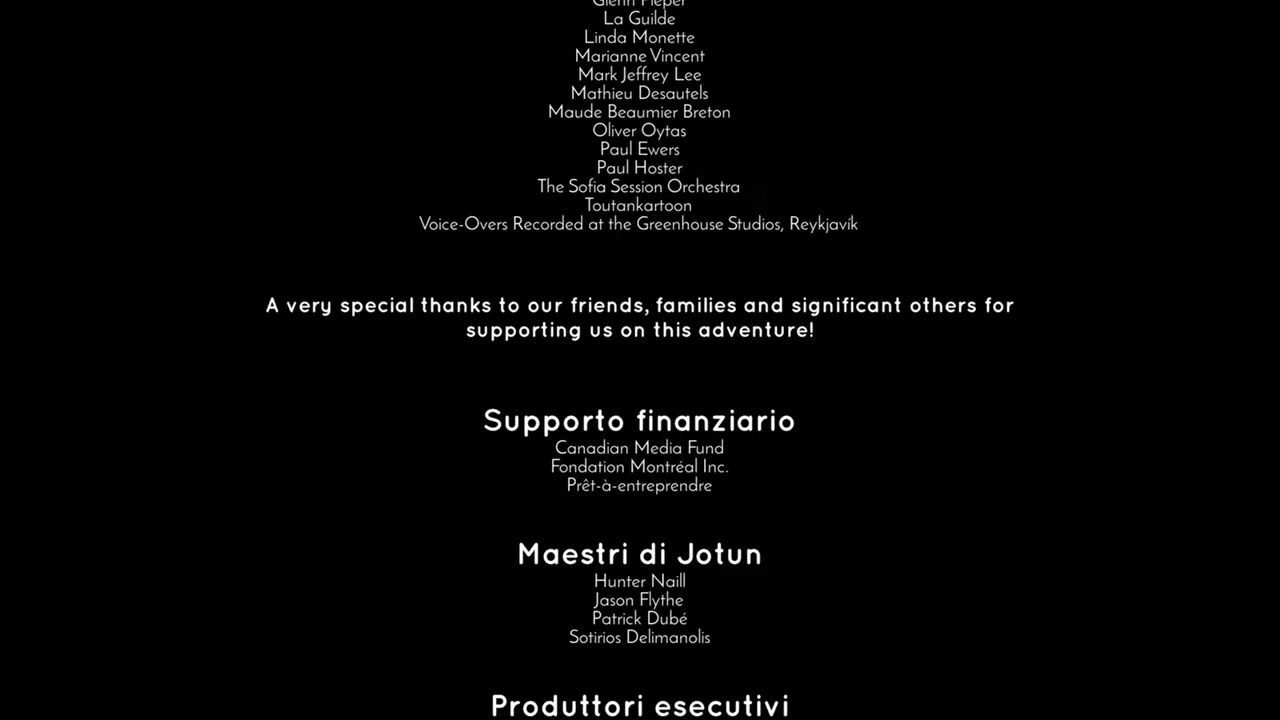 Glenn Pieper
La Guilde
Linda Monette
Marianne Vincent
Mark Jeffrey Lee
Mathieu Desautels
Maude Beaumier Breton
Oliver Oytas
Paul Ewers
Paul Hoster
The Sofia Session Orchestra
Toutankartoon
Voice-Overs Recorded at the Greenhouse Studios, Reykjavík
A very special thanks to our friends, families and significant others for
supporting us on this adventure!
Supporto finanziario
Canadian Media Fund
Fondation Montréal Inc.
Prêt-à-entreprendre
Maestri di Jotun
Hunter Naill
Jason Flythe
Patrick Dubé
Sotirios Delimanolis
Produttori esecutivi